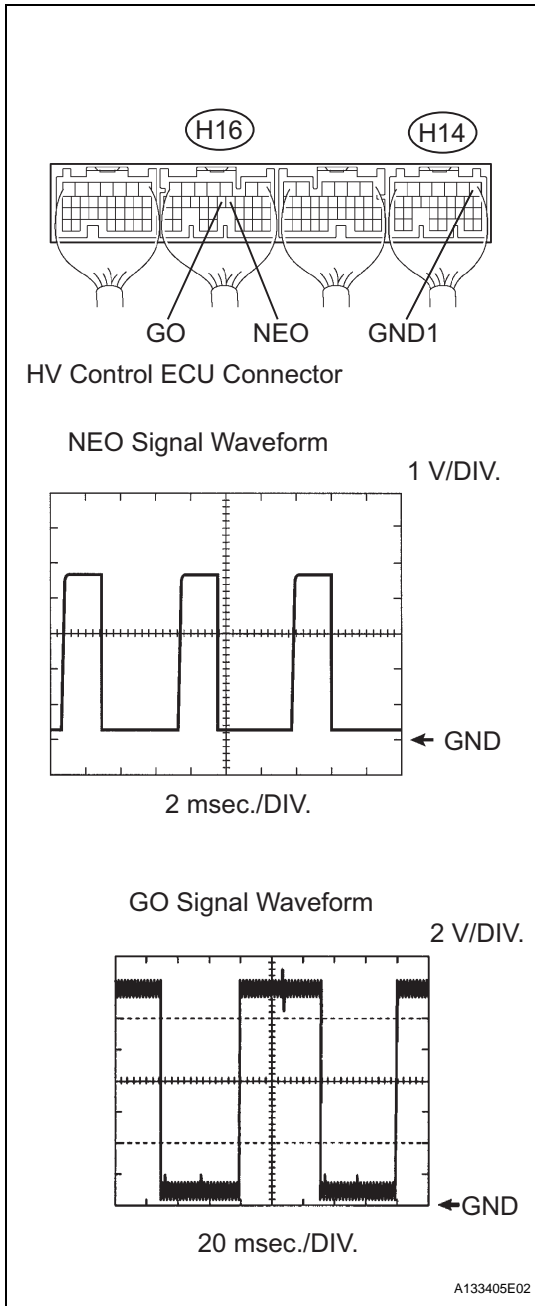 H16 H14
GO NEO GND1
HV Control ECU Connector
NEO Signal Waveform
1 V/DIV.
GND
2 msec./DIV.
GO Signal Waveform
2 V/DIV.
GND
20 msec./DIV.
A133405E02